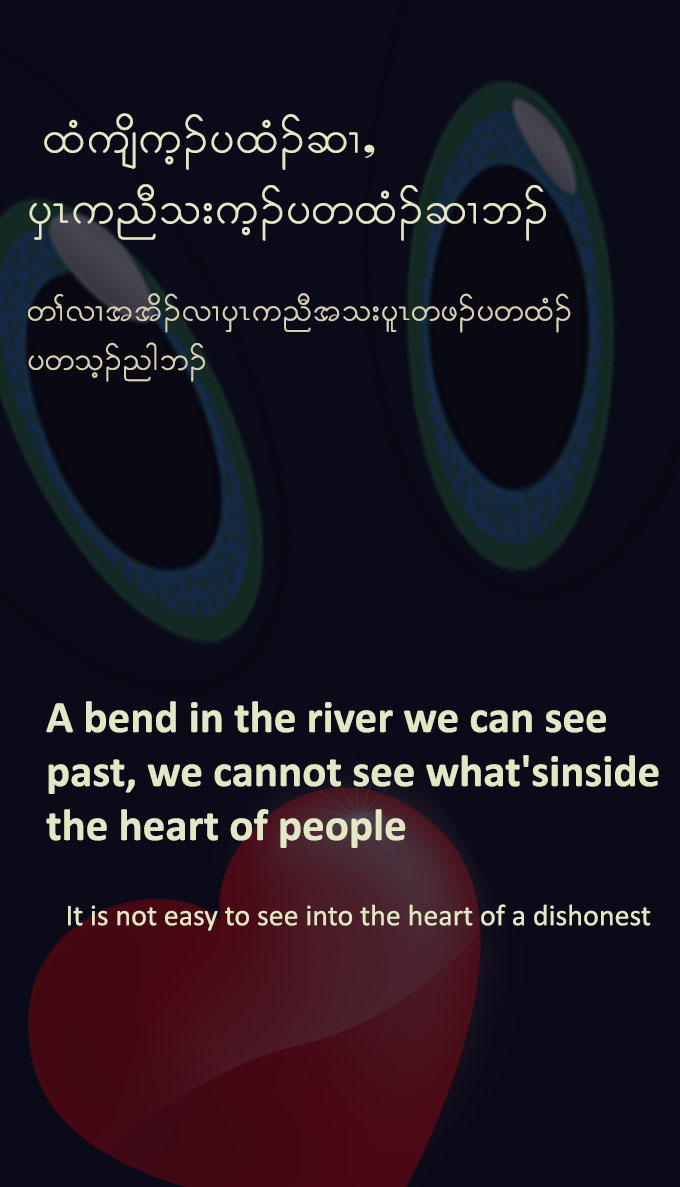 ထံကျိက့ၣ်ပထံၣ်ဆၢ,
ပှၤကညီသးက့ၣ်ပတထံၣ်ဆၢဘၣ်
တၢ်လၢအအိၣ်လၢပှၤကညီအသးပူၤတဖၣ်ပတထံၣ်
ပတသ့ၣ်ညါဘၣ်
A bend in the river we can see
past, we cannot see what'sinside
the heart of people
It is not easy to see into the heart of a dishonest